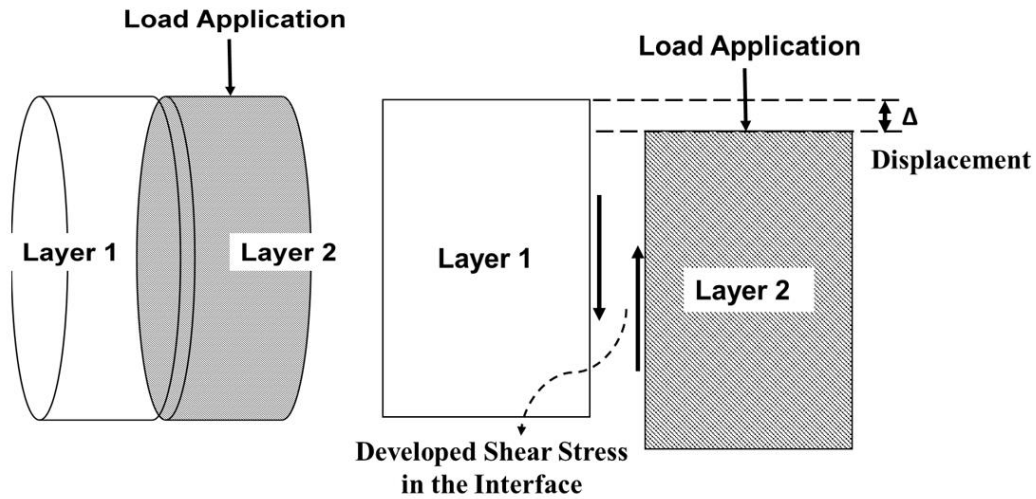 Load Application
Layer 1
Layer 2
Load Application
Δ
Displacement
Layer 1
Layer 2
Developed Shear Stress
in the Interface